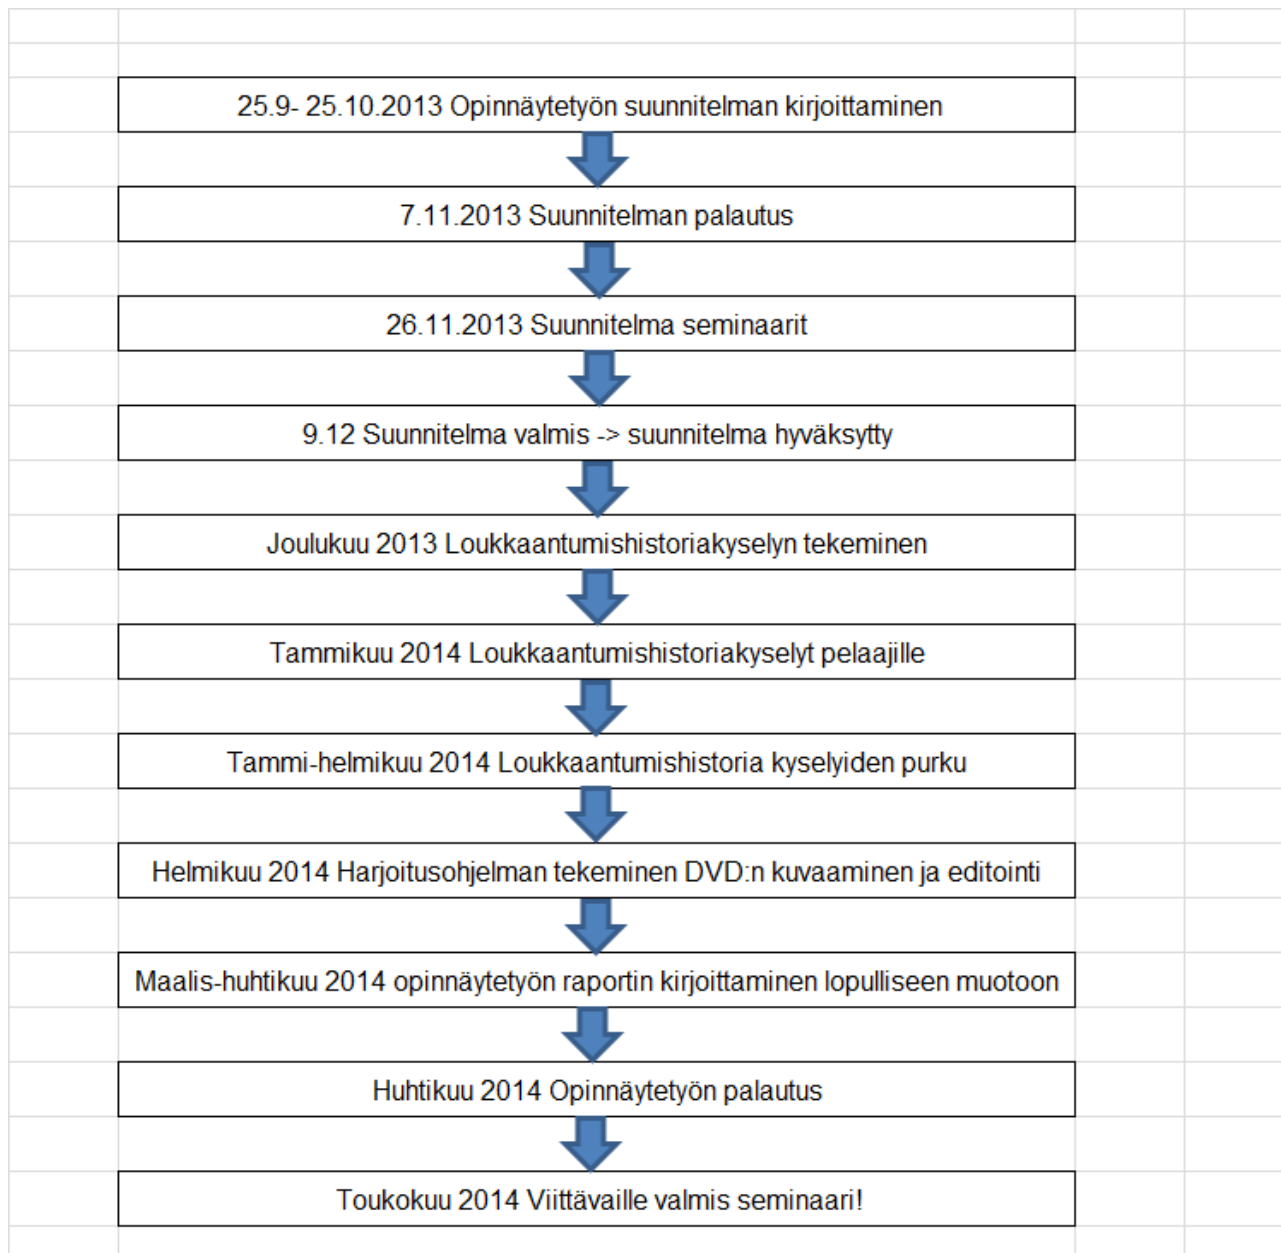 25.9- 25.10.2013 Opinnäytetyön suunnitelman kirjoittaminen
7.11.2013 Suunnitelman palautus
26.11.2013 Suunnitelma seminaarit
9.12 Suunnitelma valmis -> suunnitelma hyväksytty
Joulukuu 2013 Loukkaantumishistoriakyselyn tekeminen
Tammikuu 2014 Loukkaantumishistoriakyselyt pelaajille
Tammi-helmikuu 2014 Loukkaantumishistoria kyselyiden purku
Helmikuu 2014 Harjoitusohjelman tekeminen DVD:n kuvaaminen ja editointi
Maalis-huhtikuu 2014 opinnäytetyön raportin kirjoittaminen lopulliseen muotoon
Huhtikuu 2014 Opinnäytetyön palautus
Toukokuu 2014 Viittävaille valmis seminaari!